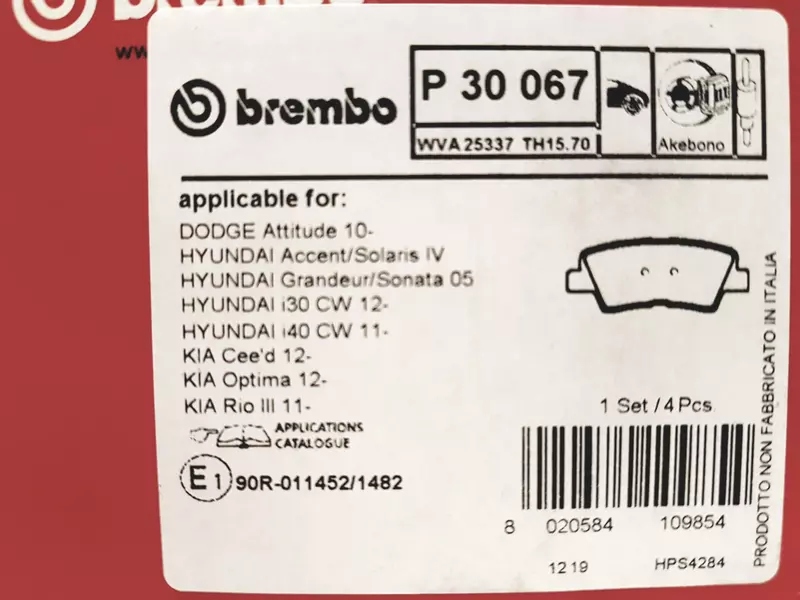 brembo
ww
brembo
P 30 067
WVA 25337 TH15.70
Akebono
applicable for:
DODGE Attitude 10-
HYUNDAI Accent/Solaris IV
HYUNDAI Grandeur/Sonata 05
HYUNDAI i30 CW 12-
HYUNDAI i40 CW 11-
KIA Cee'd 12-
KIA Optima 12-
KIA Rio III 11-
APPLICATIONS
CATALOGUE
E1 90R-011452/1482
1 Set / 4 Pcs
8 020584 109854
12 19 HPS4284
PRODOTTO NON FABBRICATO IN ITALIA